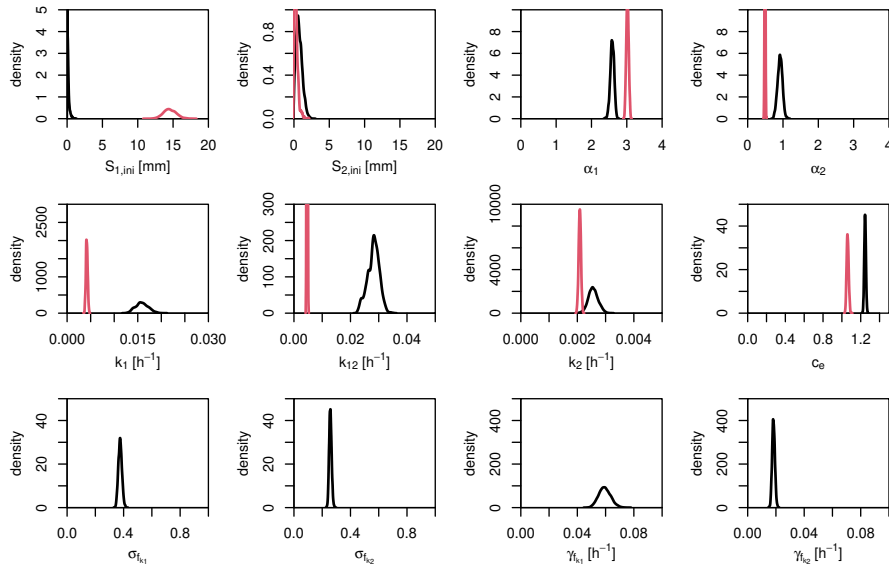 density
0 1 2 3 4 5
0 5 10 15 20
S1,ini [mm]
density
0.0 0.4 0.8
0 5 10 15 20
S2,ini [mm]
density
0 2 4 6 8
0 1 2 3 4
α1
density
0 2 4 6 8
0 1 2 3 4
α2
density
0 1000 2500
0.000 0.015 0.030
k1 [h−1]
density
0 100 200 300
0.00 0.02 0.04
k12 [h−1]
density
0 4000 10000
0.000 0.002 0.004
k2 [h−1]
density
0 10 20 30 40
0.0 0.4 0.8 1.2
ce
density
0 20 40
0.0 0.4 0.8
σfk1
density
0 20 40
0.0 0.4 0.8
σfk2
density
0 200 400
0.00 0.04 0.08
γfk1 [h−1]
density
0 200 400
0.00 0.04 0.08
γfk2 [h−1]